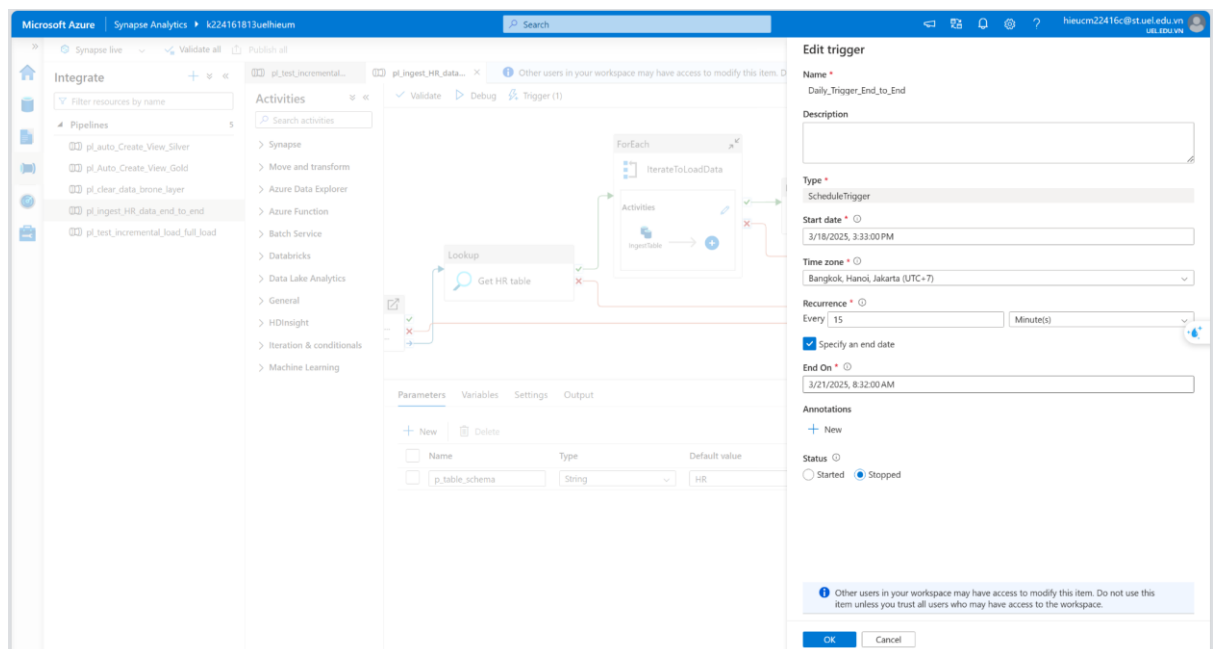 Microsoft Azure Synapse Analytics k224161813uelhieum Search hieucm22416c@st.uel.edu.vn
UEL.EDU.VN
Synapse live Validate all Publish all
Integrate
Filter resources by name
Pipelines 5
pl_auto_Create_View_Silver
pl_Auto_Create_View_Gold
pl_clear_data_brone_layer
pl_ingest_HR_data_end_to_end
pl_test_incremental_load_full_load
pl_test_incremental... pl_ingest_HR_data... Other users in your workspace may have access to modify this item. D
Activities
Search activities
Synapse
Move and transform
Azure Data Explorer
Azure Function
Batch Service
Databricks
Data Lake Analytics
General
HDInsight
Iteration & conditionals
Machine Learning
Validate Debug Trigger (1)
ForEach
IterateToLoadData
Activities
IngestTable
Lookup
Get HR table
Parameters Variables Settings Output
New Delete
Name Type Default value
p_table_schema String HR
Edit trigger
Name *
Daily_Trigger_End_to_End
Description
Type *
ScheduleTrigger
Start date *
3/18/2025, 3:33:00 PM
Time zone *
Bangkok, Hanoi, Jakarta (UTC+7)
Recurrence *
Every 15 Minute(s)
Specify an end date
End On *
3/21/2025, 8:32:00 AM
Annotations
New
Status
Started Stopped
Other users in your workspace may have access to modify this item. Do not use this
item unless you trust all users who may have access to the workspace.
OK Cancel